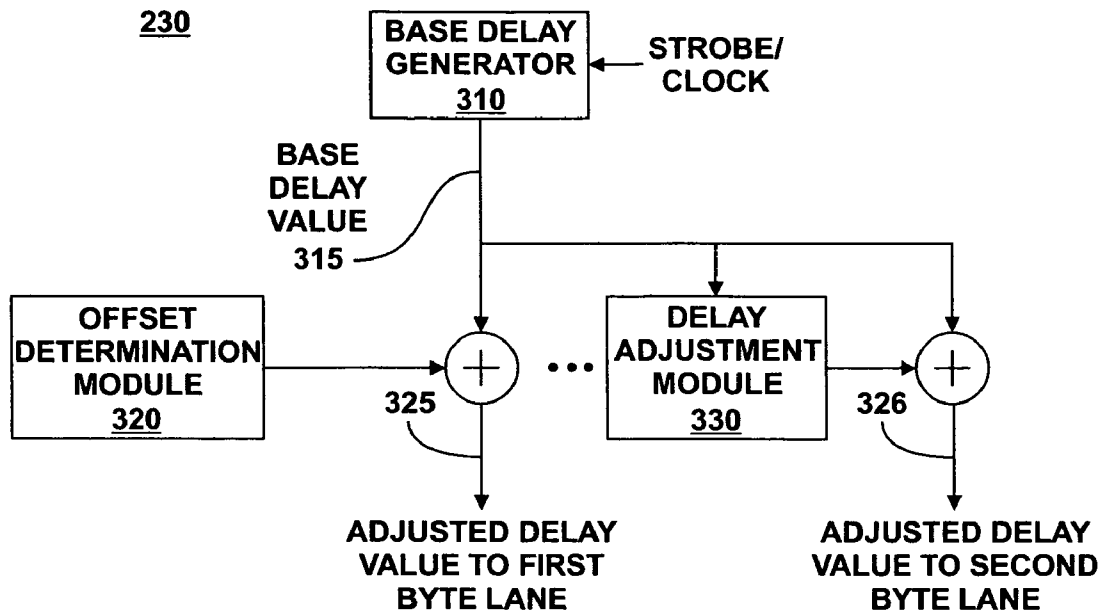 230
BASE DELAY
GENERATOR
310
STROBE/
CLOCK
BASE
DELAY
VALUE
315
OFFSET
DETERMINATION
MODULE
320
+
325
•••
DELAY
ADJUSTMENT
MODULE
330
+
326
ADJUSTED DELAY
VALUE TO FIRST
BYTE LANE
ADJUSTED DELAY
VALUE TO SECOND
BYTE LANE